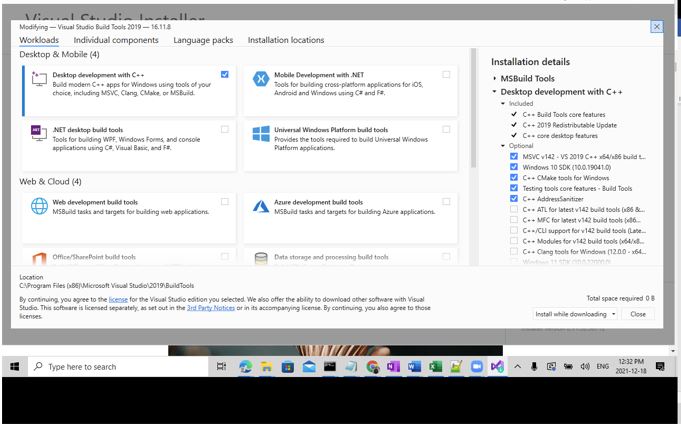 Visual Studio Installer
Modifying — Visual Studio Build Tools 2019 — 16.11.8
Workloads Individual components Language packs Installation locations
Desktop & Mobile (4)
Desktop development with C++
Build modern C++ apps for Windows using tools of your
choice, including MSVC, Clang, CMake, or MSBuild.
Mobile Development with .NET
Tools for building cross-platform applications for iOS,
Android and Windows using C# and F#.
.NET desktop build tools
Tools for building WPF, Windows Forms, and console
applications using C#, Visual Basic, and F#.
Universal Windows Platform build tools
Provides the tools required to build Universal Windows
Platform applications.
Web & Cloud (4)
Web development build tools
MSBuild tasks and targets for building web applications.
Azure development build tools
MSBuild tasks and targets for building Azure applications.
Office/SharePoint build tools
Data storage and processing build tools
Installation details
MSBuild Tools
Desktop development with C++
Included
C++ Build Tools core features
C++ 2019 Redistributable Update
C++ core desktop features
Optional
MSVC v142 - VS 2019 C++ x64/x86 build t...
Windows 10 SDK (10.0.19041.0)
C++ CMake tools for Windows
Testing tools core features - Build Tools
C++ AddressSanitizer
C++ ATL for latest v142 build tools (x86 &...
C++ MFC for latest v142 build tools (x86...
C++/CLI support for v142 build tools (Late...
C++ Modules for v142 build tools (x64/x8...
C++ Clang tools for Windows (12.0.0 - x64...
Windows 11 SDK (10.0.22000.0)
Location
C:\Program Files (x86)\Microsoft Visual Studio\2019\BuildTools
By continuing, you agree to the license for the Visual Studio edition you selected. We also offer the ability to download other software with Visual
Studio. This software is licensed separately, as set out in the 3rd Party Notices or in its accompanying license. By continuing, you also agree to those
licenses.
Total space required 0 B
Install while downloading
Close
Type here to search
ENG
12:32 PM
2021-12-18